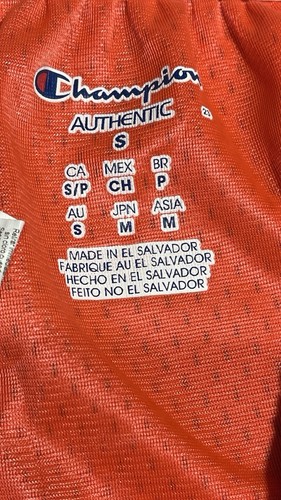 Champion
AUTHENTIC
S
CA MEX BR
S/P CH P
AU JPN ASIA
S M M
MADE IN EL SALVADOR
FABRIQUE AU EL SALVADOR
HECHO EN EL SALVADOR
FEITO NO EL SALVADOR